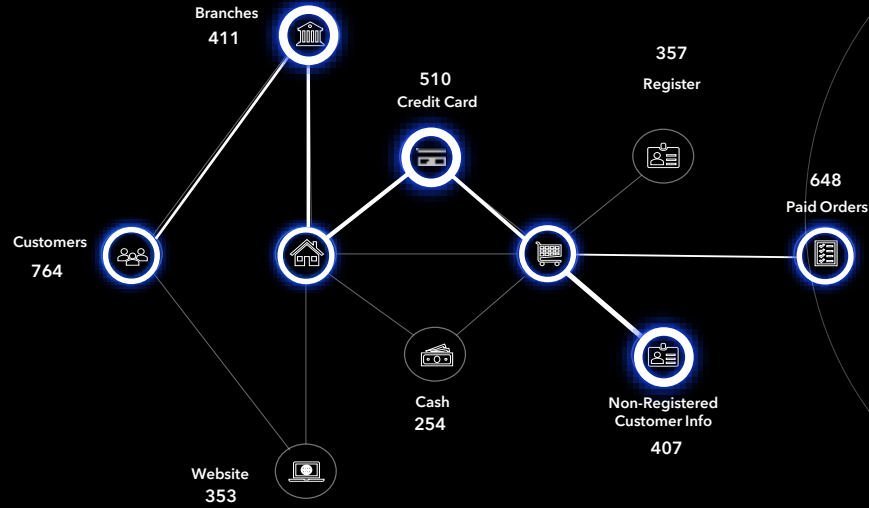 Branches
411
357
Register
510
Credit Card
648
Paid Orders
Customers
764
Cash
254
Non-Registered
Customer Info
407
Website
353